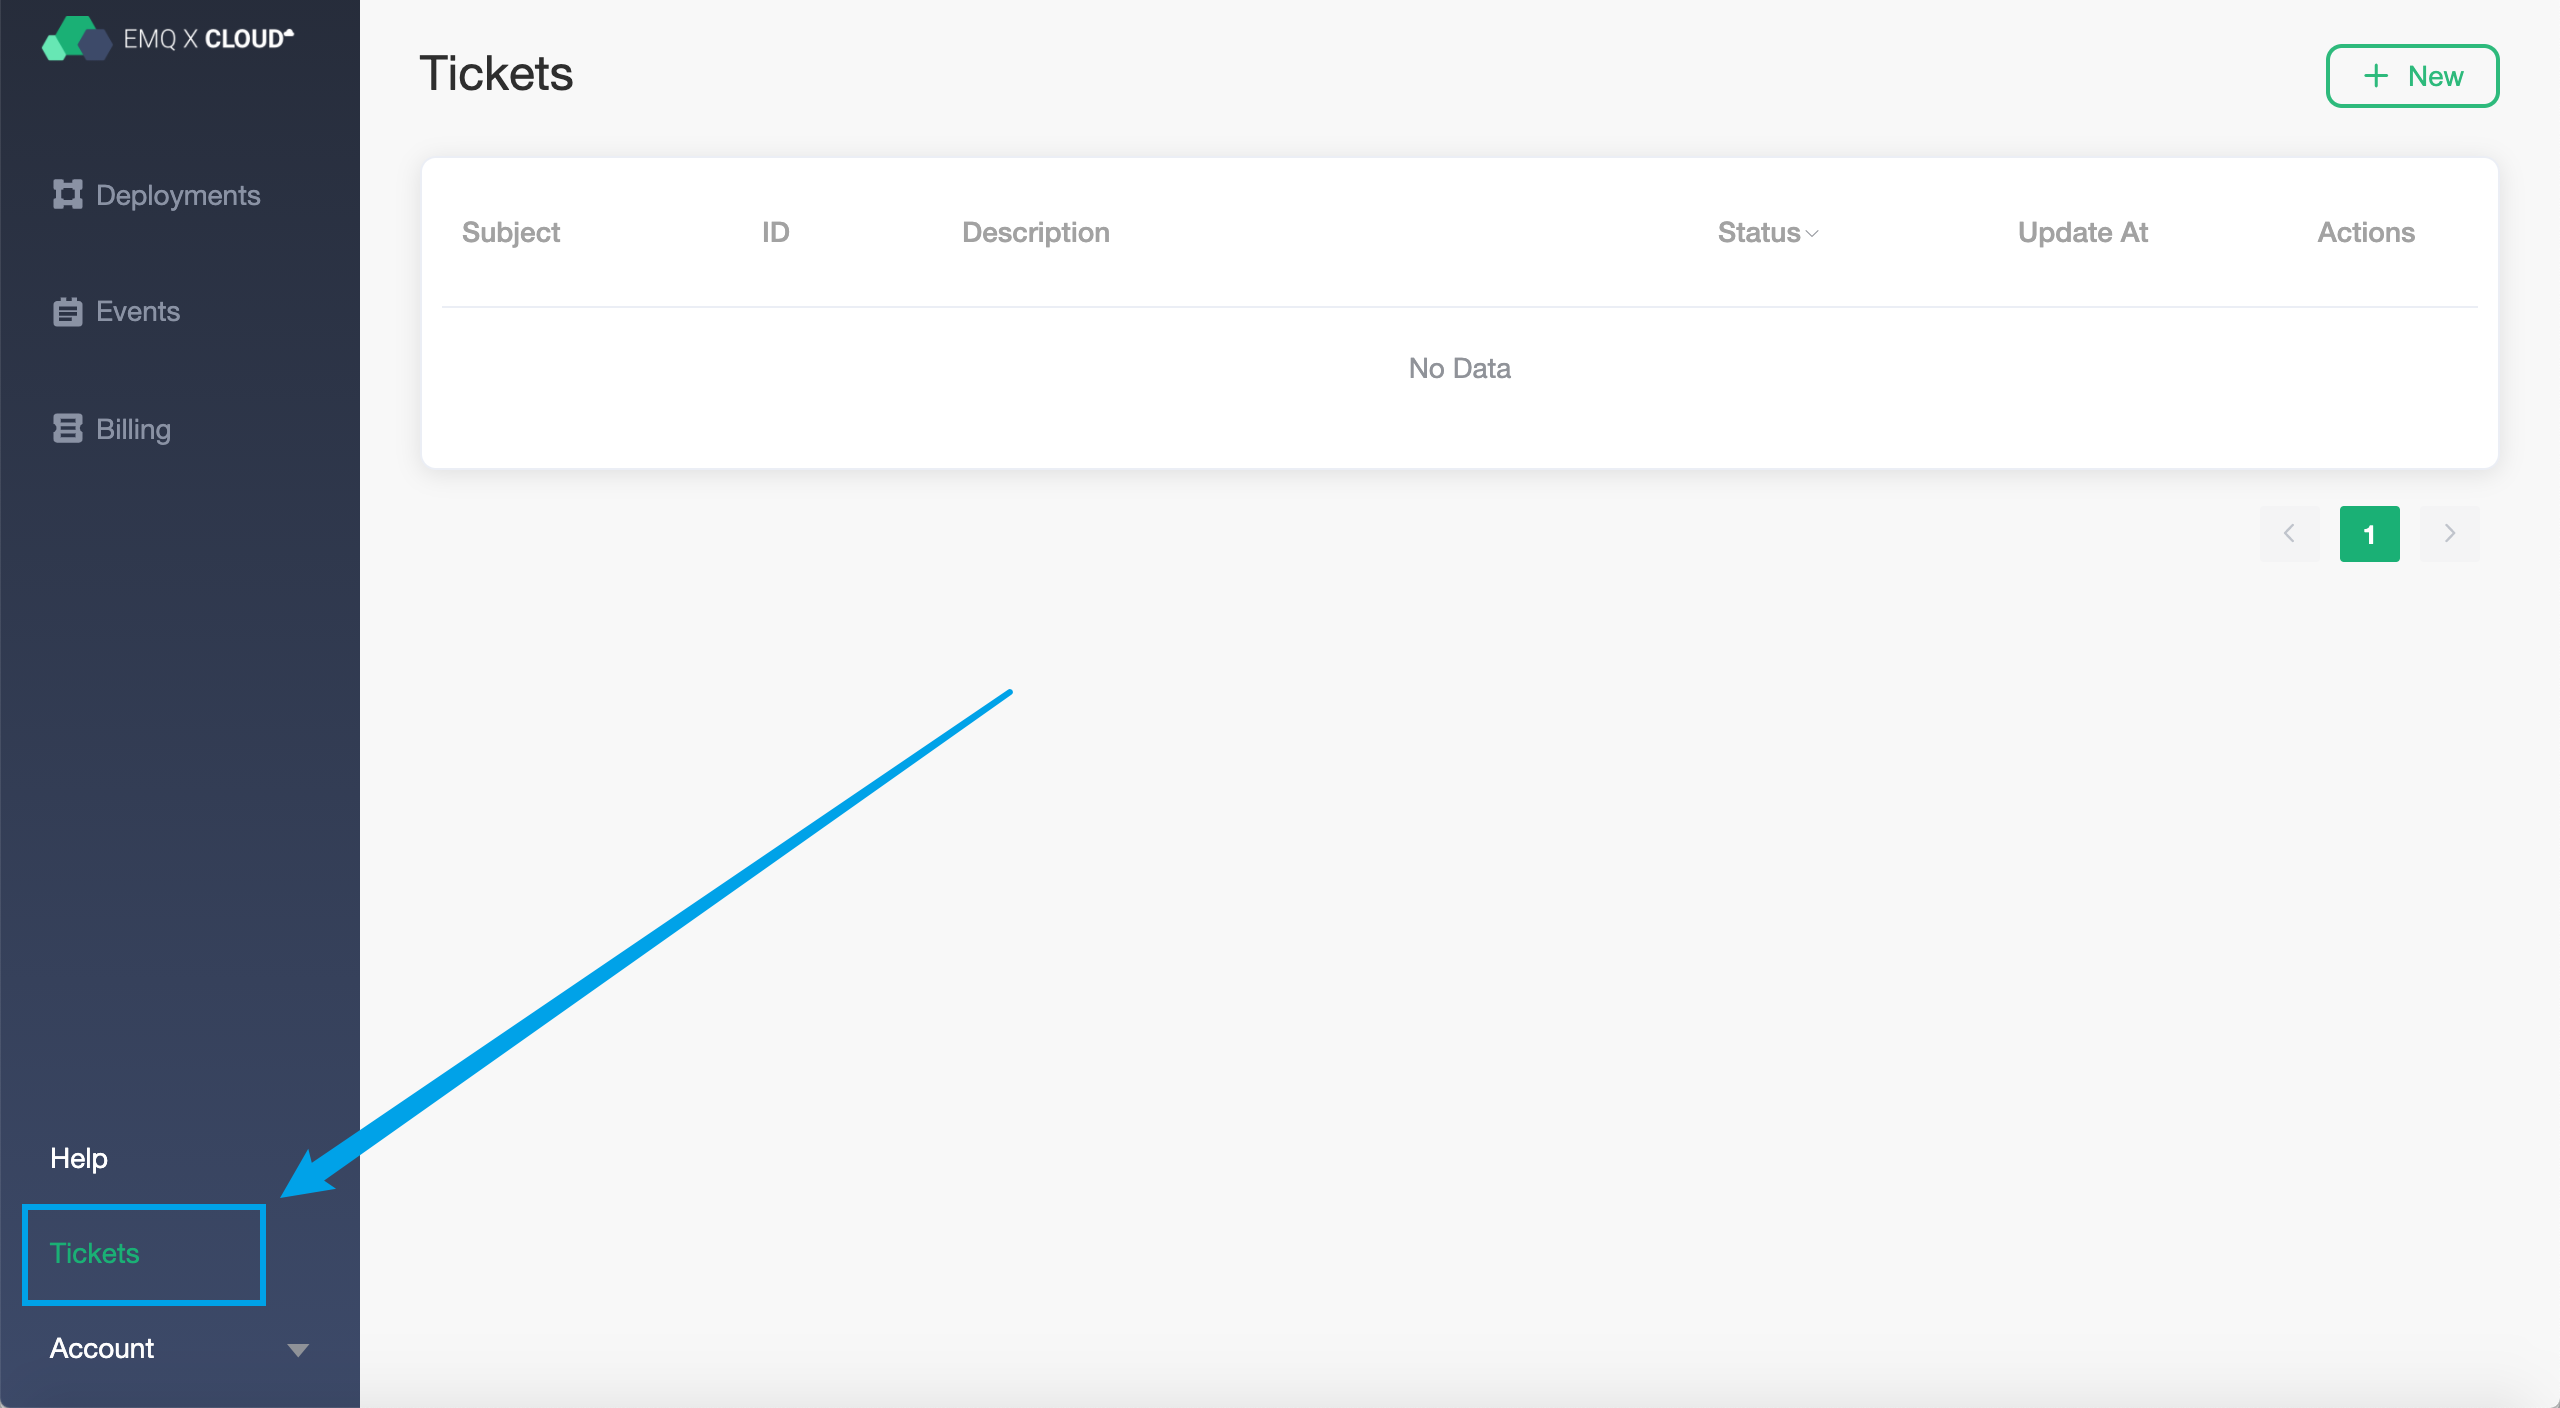 EMQ X CLOUD
Deployments
Events
Billing
Help
Tickets
Account
Tickets
New
Subject ID Description Status Update At Actions
No Data
1